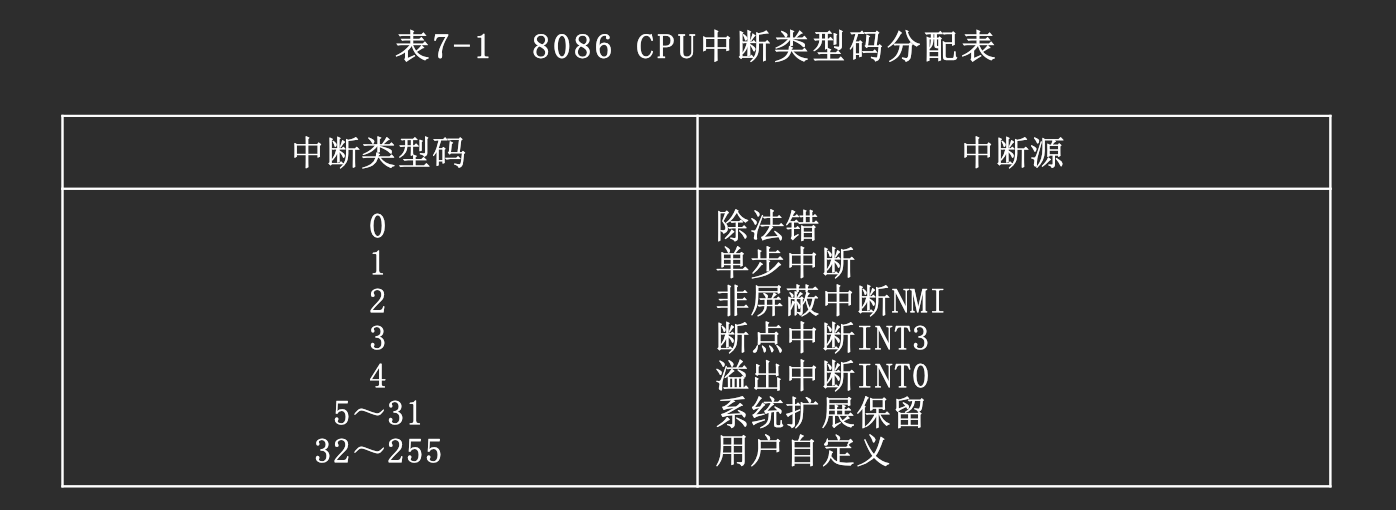 表7-1 8086 CPU中断类型码分配表
中断类型码 中断源
0 除法错
1 单步中断
2 非屏蔽中断NMI
3 断点中断INT3
4 溢出中断INTO
5～31 系统扩展保留
32～255 用户自定义